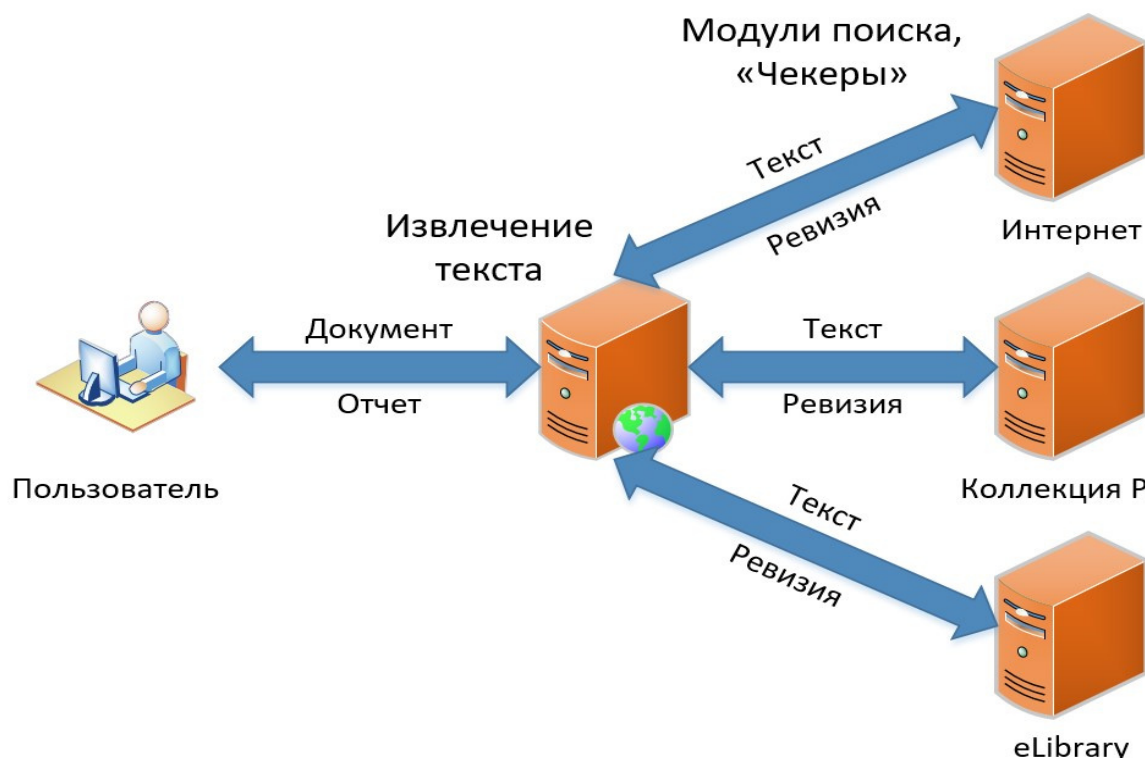 Модули поиска,
«Чекеры»
Текст
Ревизия
Интернет
Извлечение
текста
Документ
Отчет
Пользователь
Текст
Ревизия
Коллекция Р
Текст
Ревизия
eLibrary